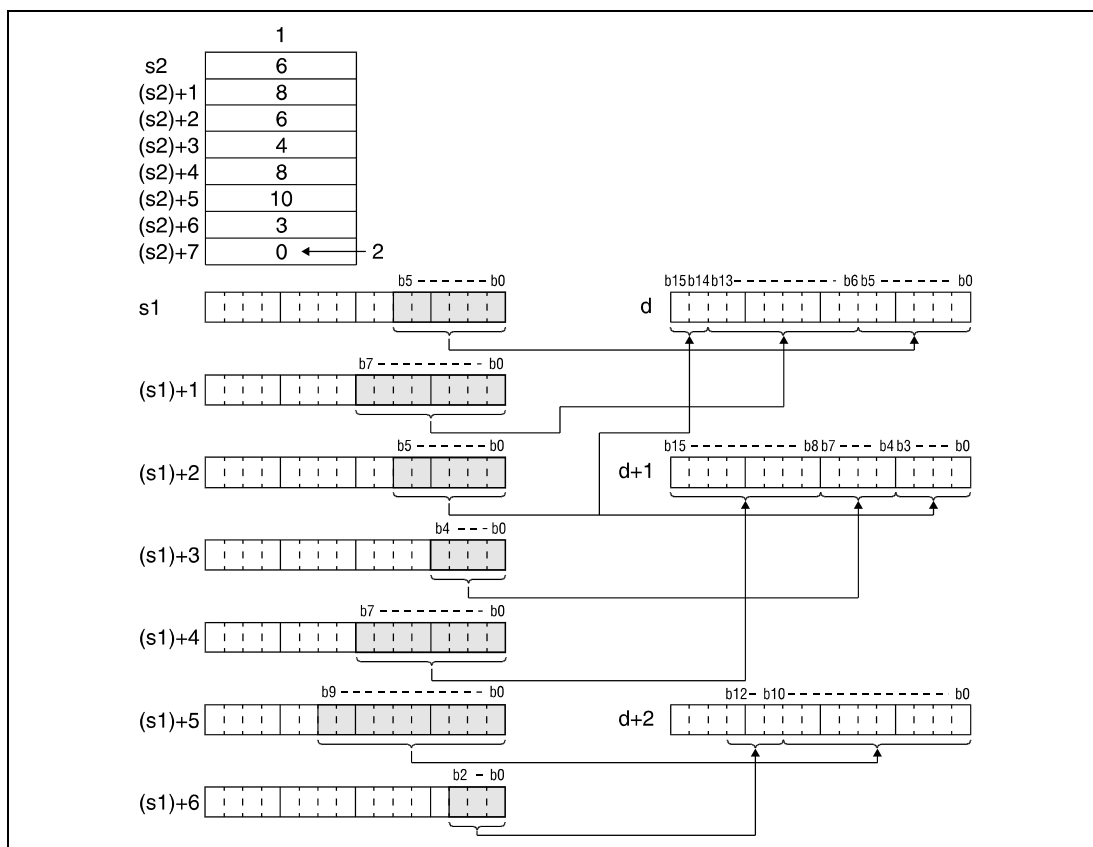 1
s2 6
(s2)+1 8
(s2)+2 6
(s2)+3 4
(s2)+4 8
(s2)+5 10
(s2)+6 3
(s2)+7 0 2
b5 b0 b15 b14 b13 b6 b5 b0
s1 d
b7 b0
(s1)+1
b5 b0 b15 b8 b7 b4 b3 b0
(s1)+2 d+1
b4 b0
(s1)+3
b7 b0
(s1)+4
b9 b0 b12 b10 b0
(s1)+5 d+2
b2 b0
(s1)+6